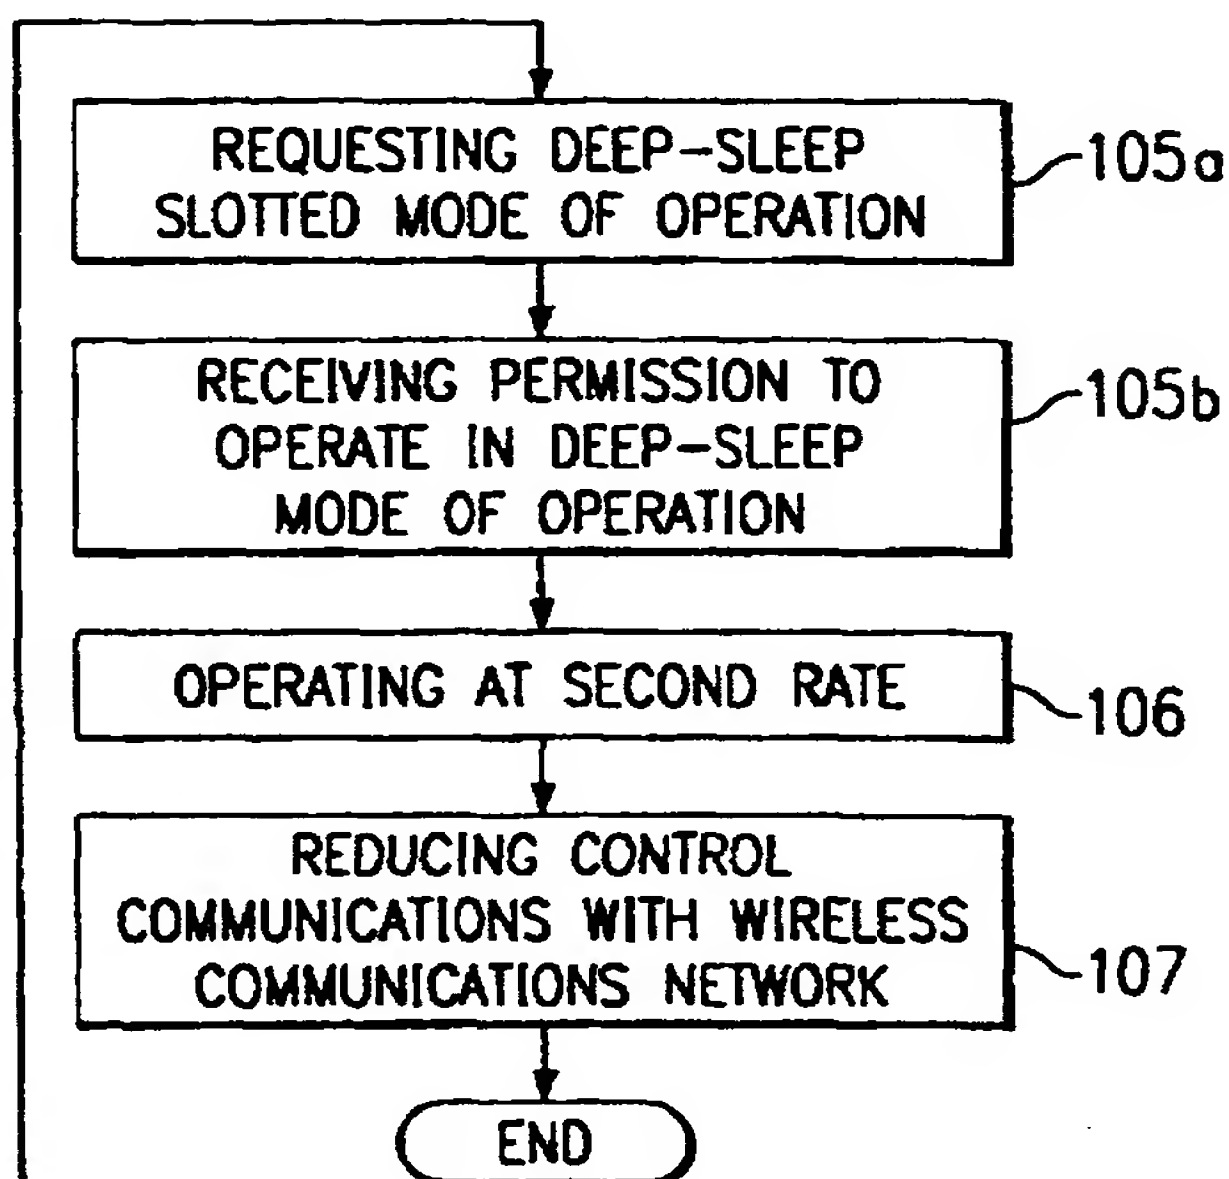 REQUESTING DEEP-SLEEP
SLOTTED MODE OF OPERATION
105a
RECEIVING PERMISSION TO
OPERATE IN DEEP-SLEEP
MODE OF OPERATION
105b
OPERATING AT SECOND RATE
106
REDUCING CONTROL
COMMUNICATIONS WITH WIRELESS
COMMUNICATIONS NETWORK
107
END